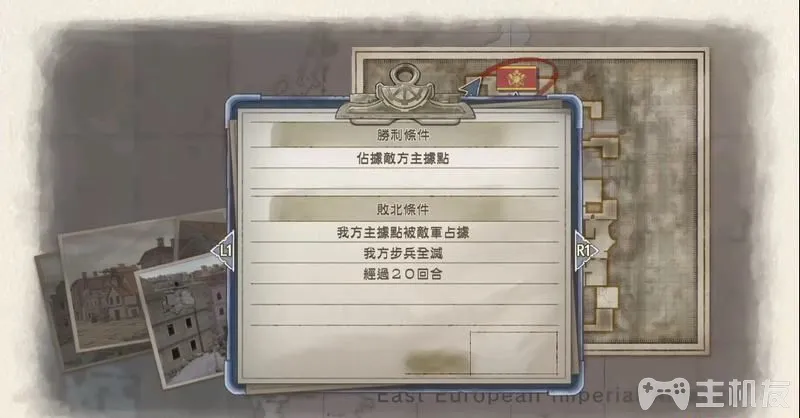 勝利條件
佔據敵方主據點
敗北條件
我方主據點被敵軍占據
我方步兵全滅
經過20回合
L1
R1
East European Imperia
主机友